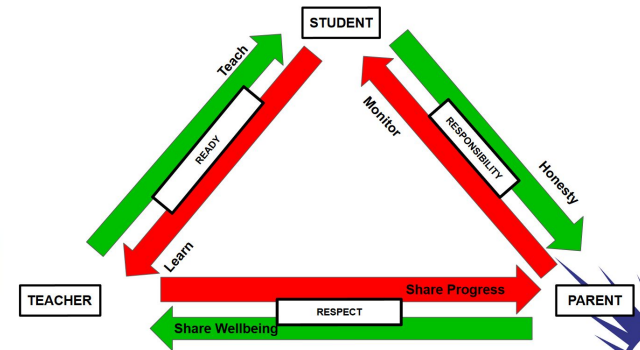 STUDENT
Teach
READY
Monitor
RESPONSIBILITY
Honesty
Learn
TEACHER
Share Progress
PARENT
RESPECT
Share Wellbeing